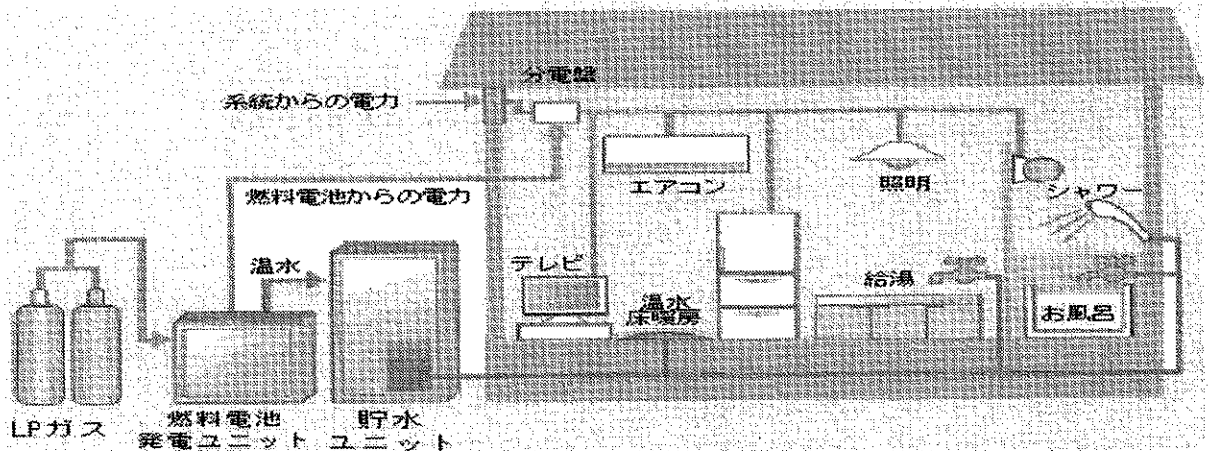 分電盤
系統からの電力
エアコン
照明
燃料電池からの電力
シャワー
温水
テレビ
温水
床暖房
給湯
お風呂
LPガス
燃料電池
発電ユニット
貯水
ユニット